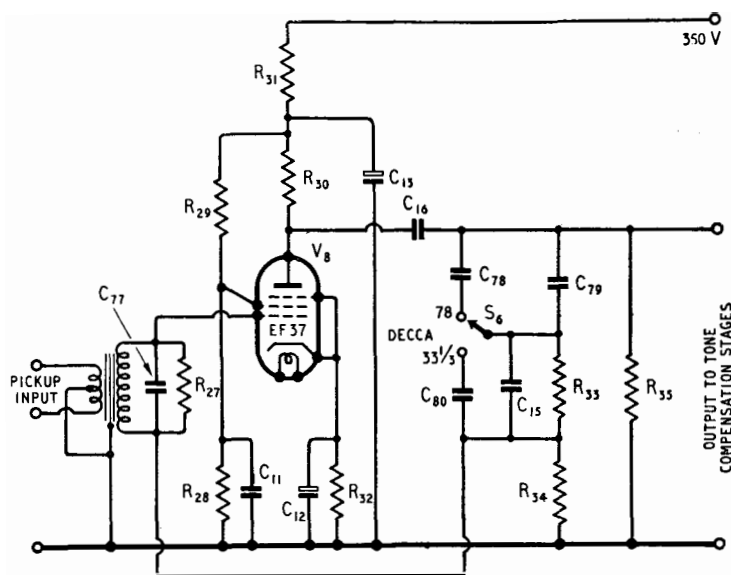 350 V
R31
R30
C13
R29
C16
V8
C78
C79
C77
EF37
78
S6
DECCA
33⅓
PICKUP
INPUT
R27
C80
C15
R33
R35
R28
C11
C12
R32
R34
OUTPUT TO TONE
COMPENSATION STAGES